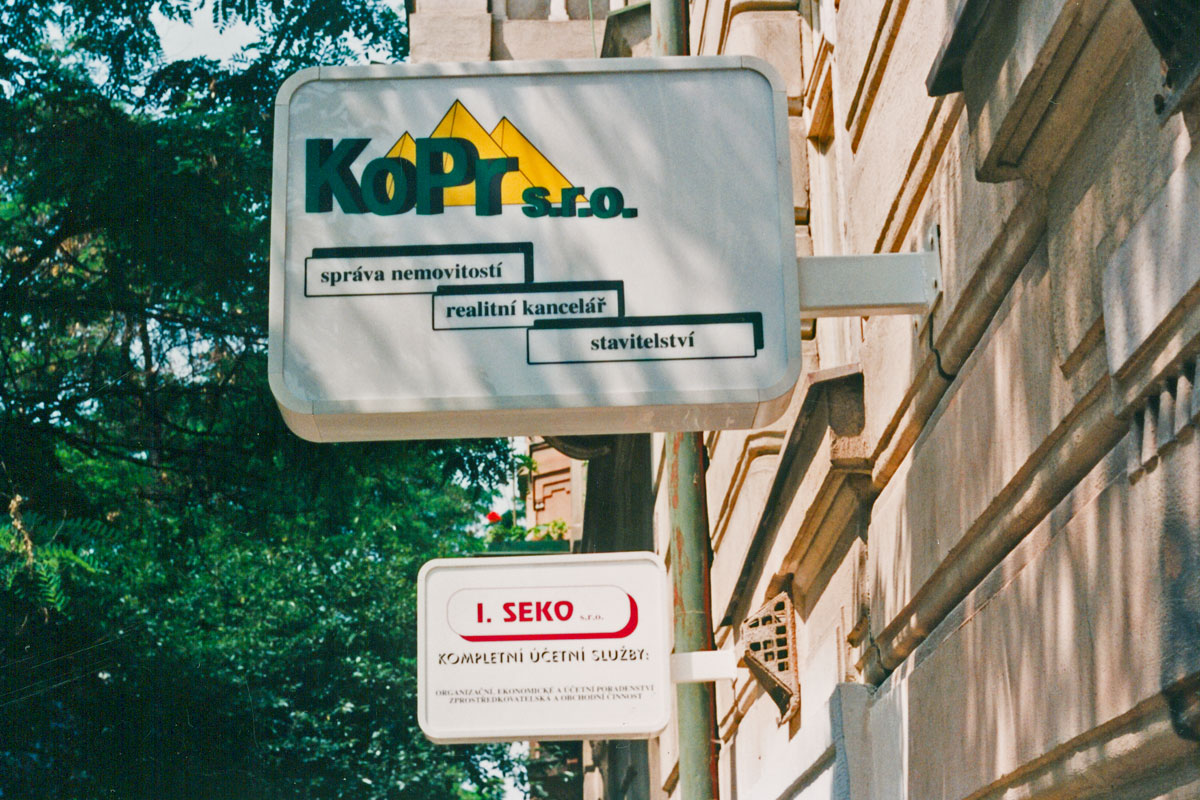 KoPr s.r.o.
správa nemovitostí
realitní kancelář
stavitelství
I. SEKO s.r.o.
KOMPLETNÍ ÚČETNÍ SLUŽBY:
ORGANIZAČNÍ, EKONOMICKÉ A ÚČETNÍ PORADENSTVÍ
ZPROSTŘEDKOVATELSKÁ A OBCHODNÍ ČINNOST